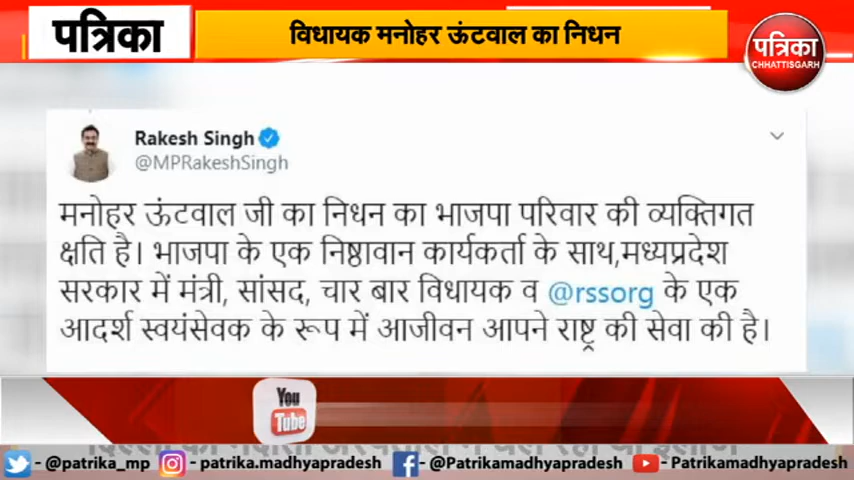 पत्रिका
विधायक मनोहर ऊंटवाल का निधन
पत्रिका
CHHATTISGARH
Rakesh Singh
@MPRakeshSingh
मनोहर ऊंटवाल जी का निधन का भाजपा परिवार की व्यक्तिगत
क्षति है। भाजपा के एक निष्ठावान कार्यकर्ता के साथ,मध्यप्रदेश
सरकार में मंत्री, सांसद, चार बार विधायक व @rssorg के एक
आदर्श स्वयंसेवक के रूप में आजीवन आपने राष्ट्र की सेवा की है।
You
Tube
- @patrika_mp - patrika.madhyapradesh - @Patrikamadhyapradesh - Patrikamadhyapradesh